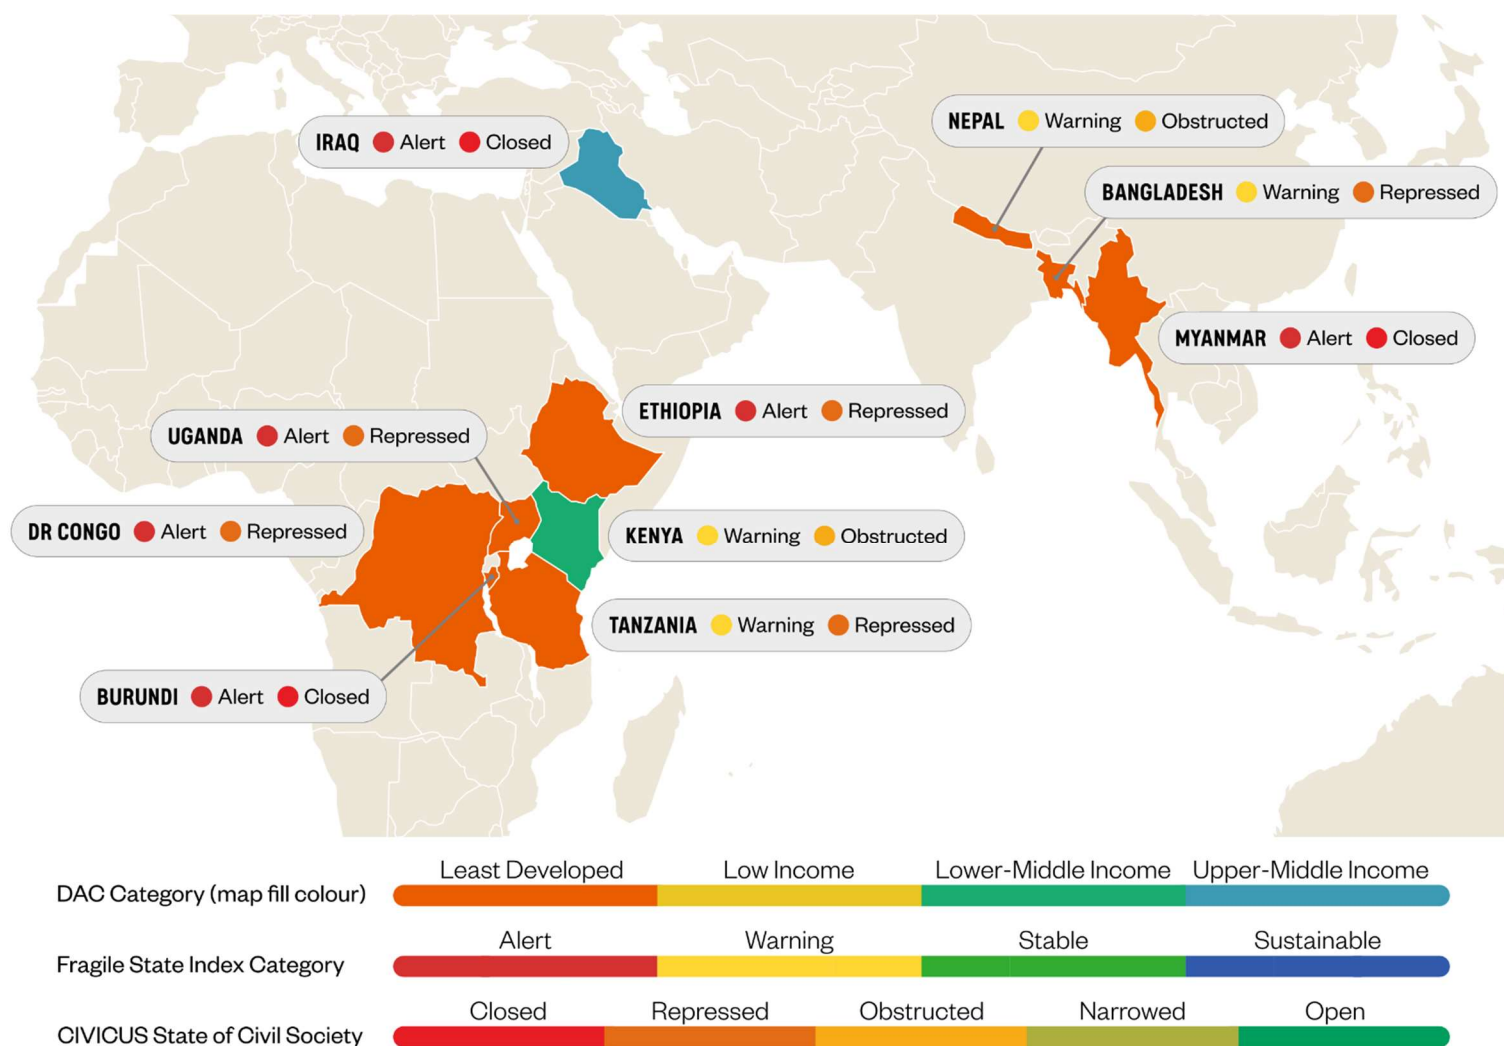 IRAQ Alert Closed
NEPAL Warning Obstructed
BANGLADESH Warning Repressed
MYANMAR Alert Closed
ETHIOPIA Alert Repressed
UGANDA Alert Repressed
DR CONGO Alert Repressed
KENYA Warning Obstructed
TANZANIA Warning Repressed
BURUNDI Alert Closed
Least Developed Low Income Lower-Middle Income Upper-Middle Income
DAC Category (map fill colour)
Alert Warning Stable Sustainable
Fragile State Index Category
Closed Repressed Obstructed Narrowed Open
CIVICUS State of Civil Society